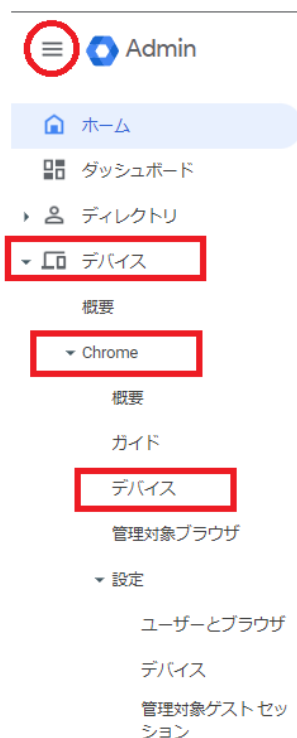 Admin
ホーム
ダッシュボード
ディレクトリ
デバイス
概要
Chrome
概要
ガイド
デバイス
管理対象ブラウザ
設定
ユーザーとブラウザ
デバイス
管理対象ゲスト セッ
ション